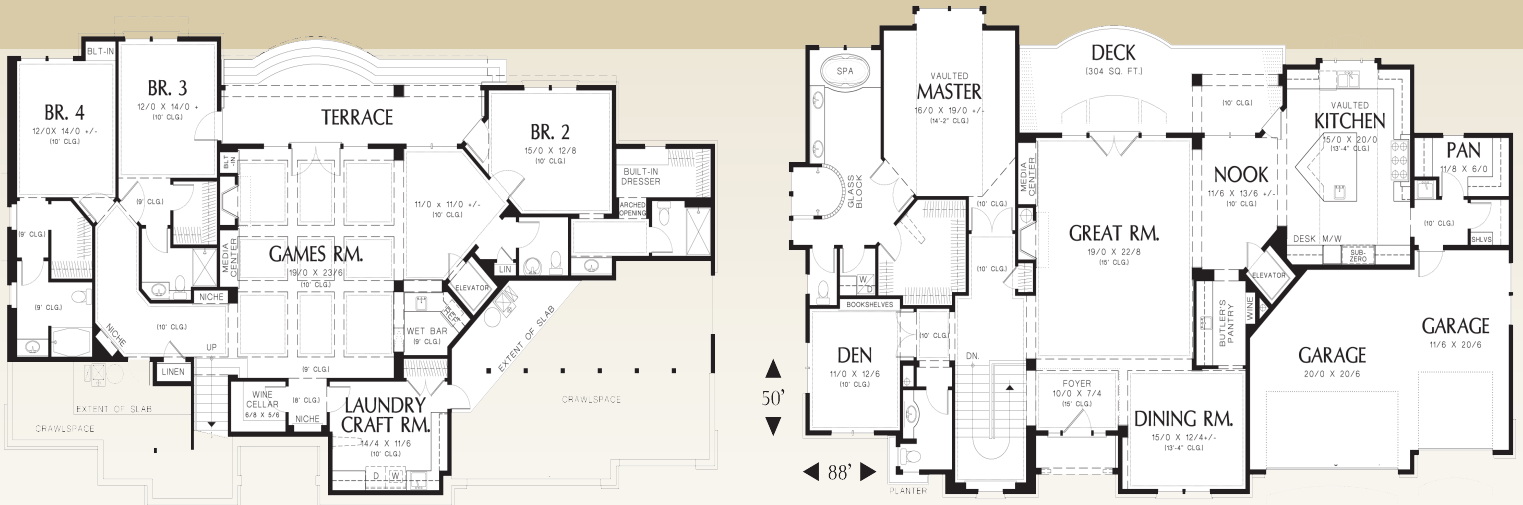 BLT-IN
BR. 4
12/0X 14/0 +/-
(10' CLG)
BR. 3
12/0 X 14/0 +
(10' CLG)
TERRACE
BR. 2
15/0 X 12/8
(10' CLG)
BLT
IN
BUILT-IN
DRESSER
ARCHED
OPENING
(9' CLG)
(9' CLG)
11/0 X 11/0 +/-
(10' CLG)
GAMES RM.
19/0 X 23/6
(10' CLG)
MEDIA
CENTER
LIN
ELEVATOR
NICHE
(9' CLG)
(10' CLG)
NICHE
UP
REF
WET BAR
(9' CLG)
EXTENT OF SLAB
LINEN
(9' CLG)
WINE
CELLAR
6/8 X 5/6
(8' CLG)
NICHE
LAUNDRY
CRAFT RM.
14/4 X 11/6
(10' CLG)
D W
EXTENT OF SLAB
CRAWLSPACE
CRAWLSPACE
SPA
VAULTED
MASTER
16/0 X 19/0 +/-
(14'-2" CLG)
DECK
(304 SQ. FT.)
(10' CLG)
VAULTED
KITCHEN
15/0 X 20/0
(13'-4" CLG)
PAN
11/8 X 6/0
GLASS
BLOCK
MEDIA
CENTER
NOOK
11/6 X 13/6 +/-
(10' CLG)
(10' CLG)
GREAT RM.
19/0 X 22/8
(16' CLG)
(10' CLG)
SHLVS
DESK M/W
SUB-
ZERO
(10' CLG)
ELEVATOR
W
D
BOOKSHELVES
BUTLER'S
PANTRY
WINE
DEN
11/0 X 12/6
(10' CLG)
(10' CLG)
DN.
GARAGE
20/0 X 20/6
GARAGE
11/6 X 20/6
FOYER
10/0 X 7/4
(15' CLG)
DINING RM.
15/0 X 12/4+/-
(13'-4" CLG)
50'
88'
PLANTER